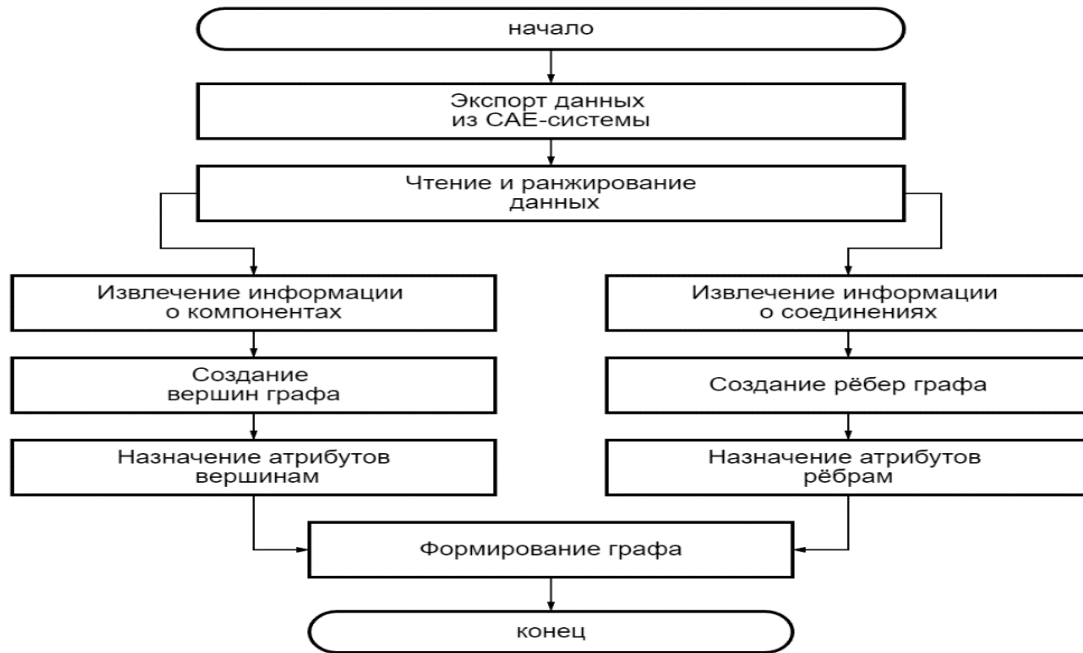 начало
Экспорт данных
из САЕ-системы
Чтение и ранжирование
данных
Извлечение информации
о компонентах
Извлечение информации
о соединениях
Создание
вершин графа
Создание рёбер графа
Назначение атрибутов
вершинам
Назначение атрибутов
рёбрам
Формирование графа
конец